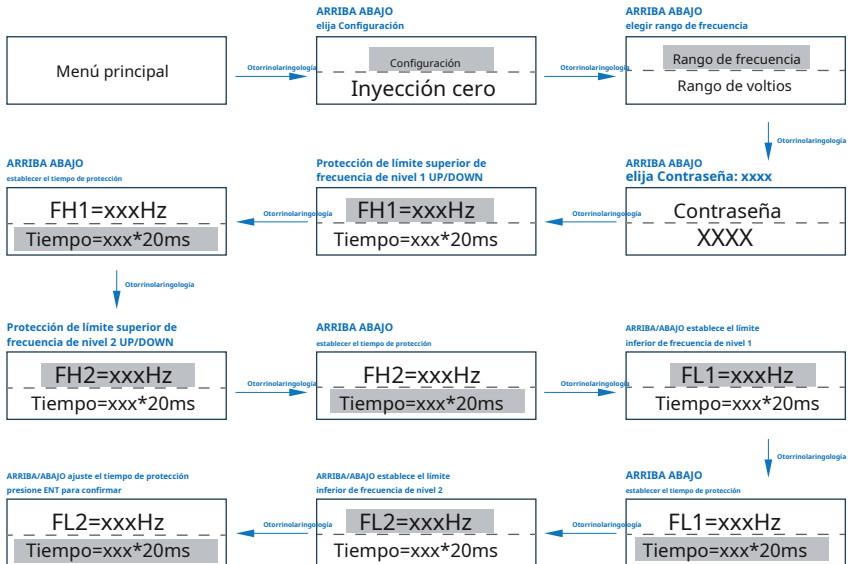 ARRIBA ABAJO
elija Configuración
ARRIBA ABAJO
elegir rango de frecuencia
Menú principal
Otorrinolaringología
Configuración
Inyección cero
Otorrinolaringología
Rango de frecuencia
Rango de voltios
Otorrinolaringología
ARRIBA ABAJO
establecer el tiempo de protección
Protección de límite superior de
frecuencia de nivel 1 UP/DOWN
ARRIBA ABAJO
elija Contraseña: xxxx
FH1=xxxHz
Tiempo=xxx*20ms
Otorrinolaringología
FH1=xxxHz
Tiempo=xxx*20ms
Otorrinolaringología
Contraseña
XXXX
Otorrinolaringología
Protección de límite superior de
frecuencia de nivel 2 UP/DOWN
ARRIBA ABAJO
establecer el tiempo de protección
ARRIBA/ABAJO establece el límite
inferior de frecuencia de nivel 1
FH2=xxxHz
Tiempo=xxx*20ms
Otorrinolaringología
FH2=xxxHz
Tiempo=xxx*20ms
Otorrinolaringología
FL1=xxxHz
Tiempo=xxx*20ms
Otorrinolaringología
ARRIBA/ABAJO ajuste el tiempo de protección
presione ENT para confirmar
ARRIBA/ABAJO establece el límite
inferior de frecuencia de nivel 2
ARRIBA ABAJO
establecer el tiempo de protección
FL2=xxxHz
Tiempo=xxx*20ms
Otorrinolaringología
FL2=xxxHz
Tiempo=xxx*20ms
Otorrinolaringología
FL1=xxxHz
Tiempo=xxx*20ms